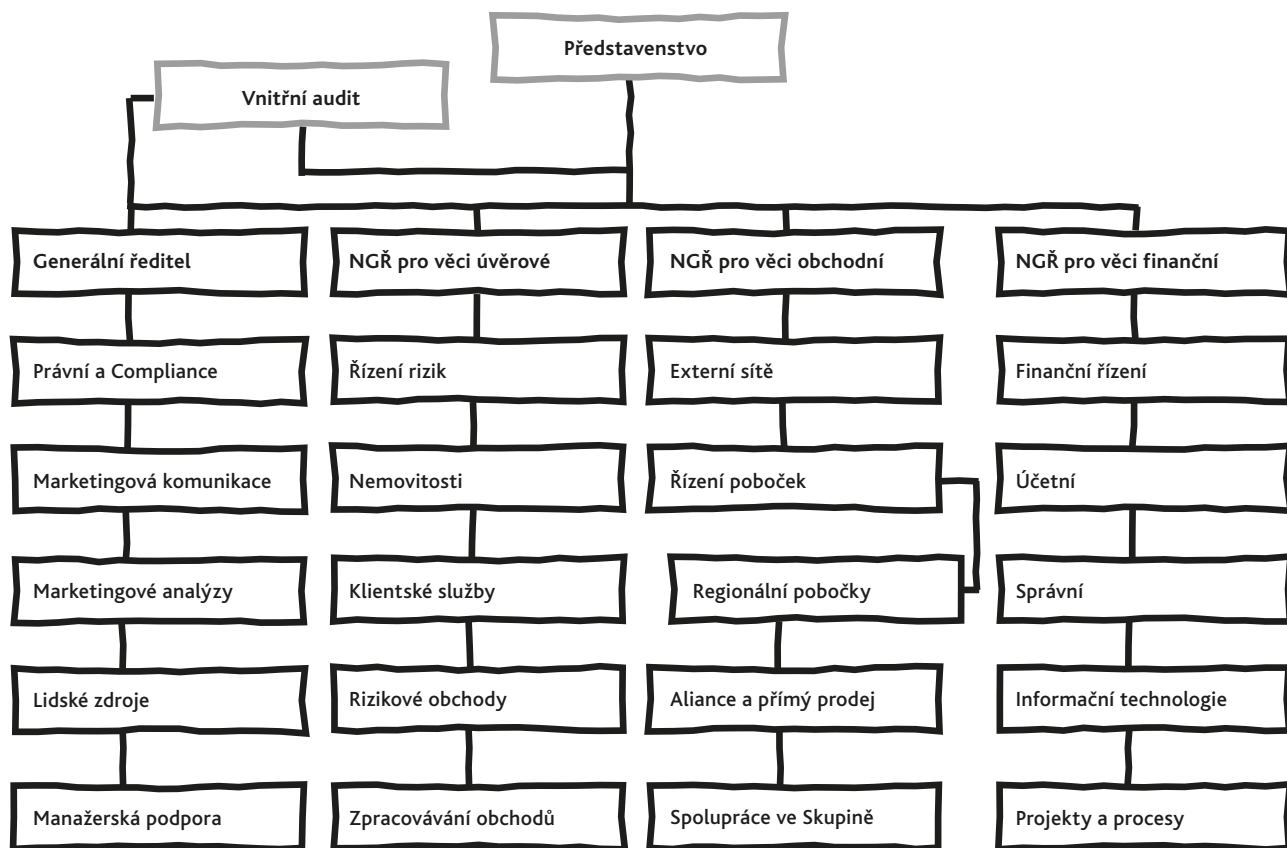 Představenstvo
Vnitřní audit
Generální ředitel
NGŘ pro věci úvěrové
NGŘ pro věci obchodní
NGŘ pro věci finanční
Právní a Compliance
Řízení rizik
Externí sítě
Finanční řízení
Marketingová komunikace
Nemovitosti
Řízení poboček
Účetní
Marketingové analýzy
Klientské služby
Regionální pobočky
Správní
Lidské zdroje
Rizikové obchody
Aliance a přímý prodej
Informační technologie
Manažerská podpora
Zpracovávání obchodů
Spolupráce ve Skupině
Projekty a procesy